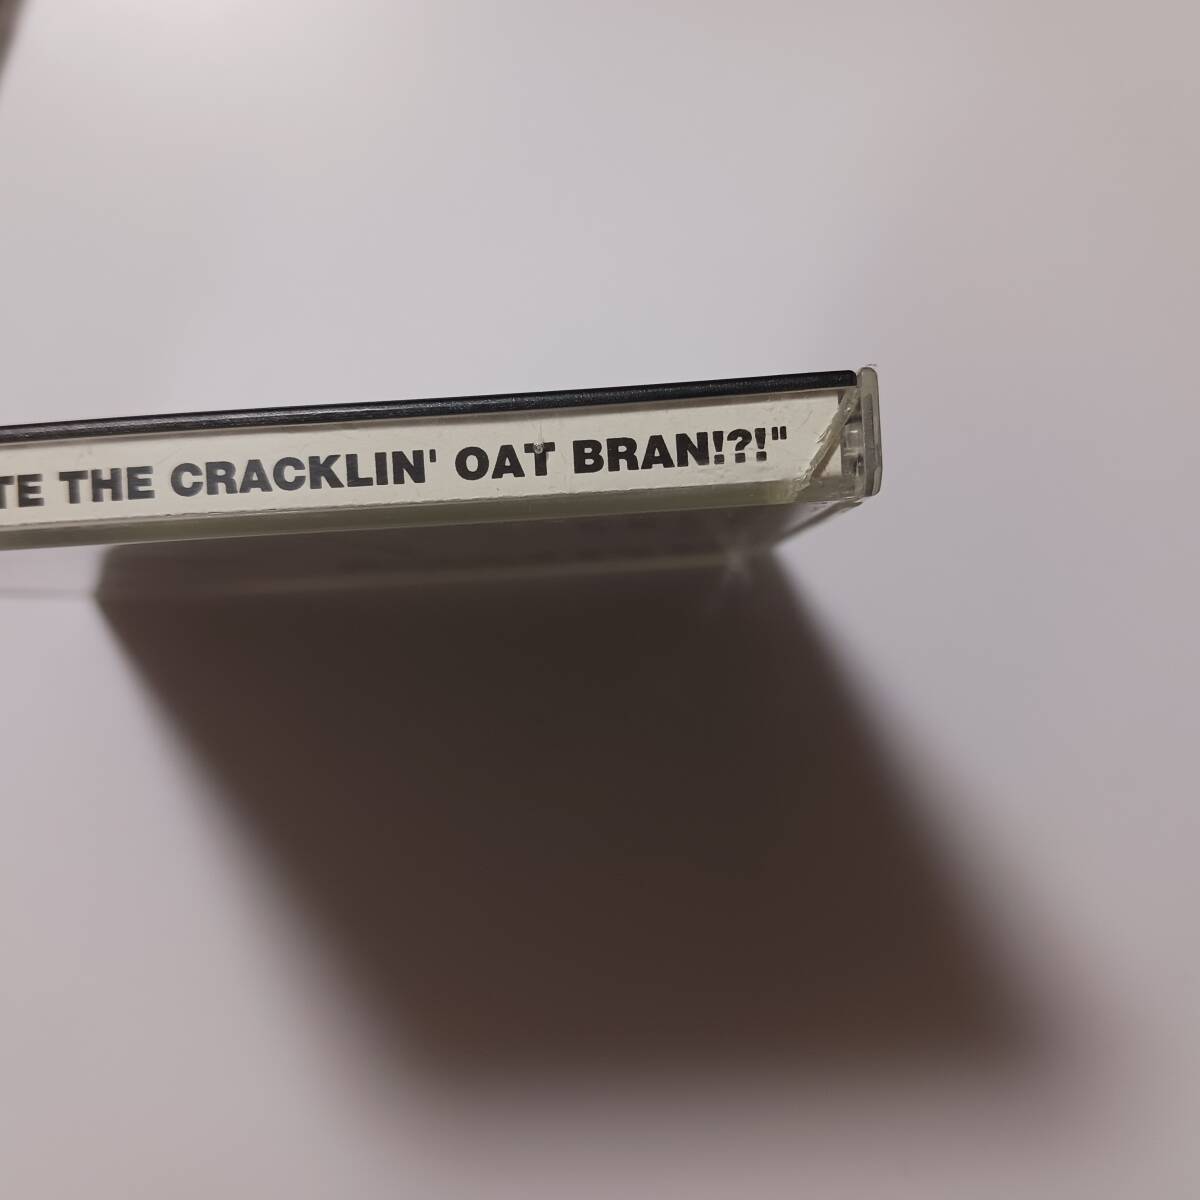 TE THE CRACKLIN' OAT BRAN!?!"